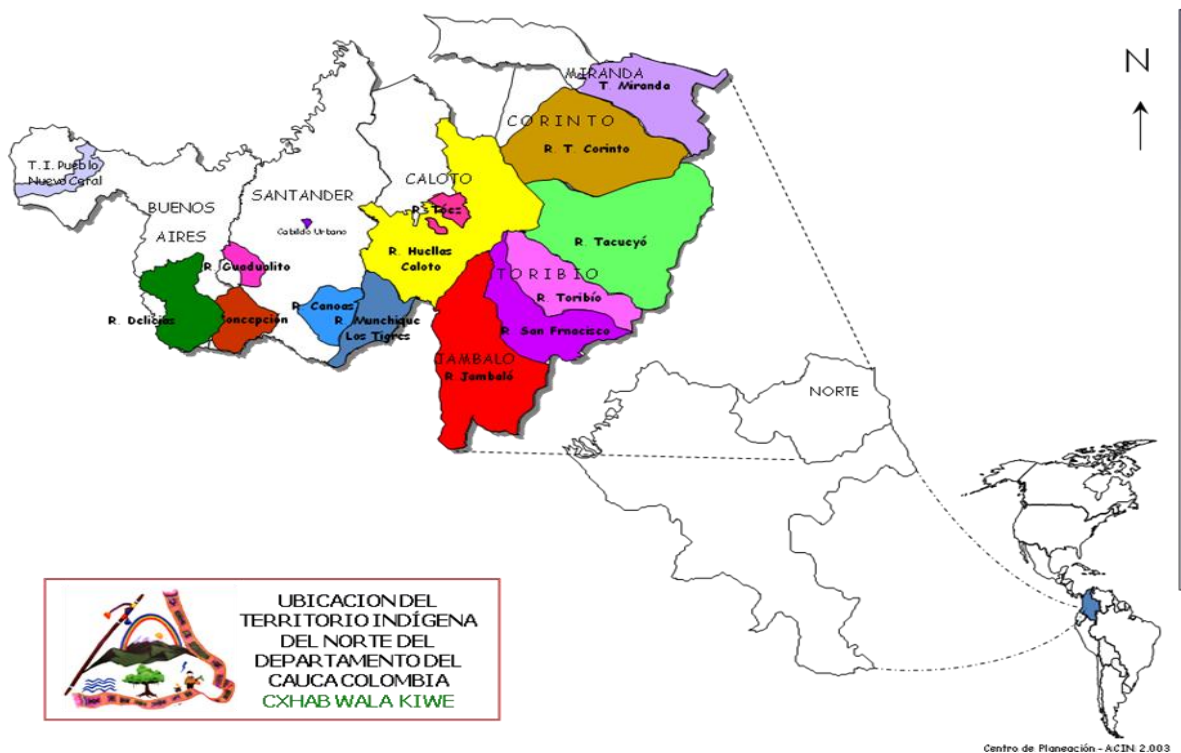 N
MIRANDA
T. Miranda
CORINTO
R. T. Corinto
T.I. Pueblo
Nuevo Ceral
SANTANDER
CALOTO
R. Tóez
BUENOS
AIRES
Cabildo Urbano
R. Tacueyó
R. Huellas
Caloto
R. Guadualito
TORIBIO
R. Toribío
R. Canoas
R. Delicias
Concepción
R. Munchique
Los Tigres
R. San Frnacisco
JAMBALO
R. Jambaló
NORTE
UBICACION DEL
TERRITORIO INDÍGENA
DEL NORTE DEL
DEPARTAMENTO DEL
CAUCA COLOMBIA
CXHAB WALA KIWE
Centro de Planeación - ACIN: 2.003